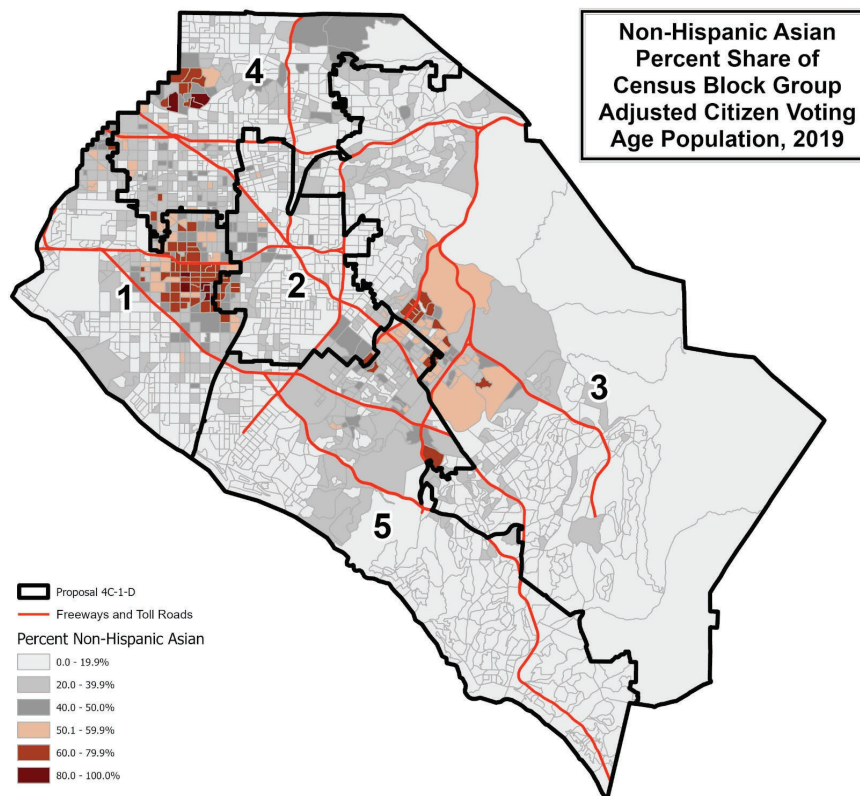 Non-Hispanic Asian
Percent Share of
Census Block Group
Adjusted Citizen Voting
Age Population, 2019
4
1
2
3
5
Proposal 4C-1-D
Freeways and Toll Roads
Percent Non-Hispanic Asian
0.0 - 19.9%
20.0 - 39.9%
40.0 - 50.0%
50.1 - 59.9%
60.0 - 79.9%
80.0 - 100.0%